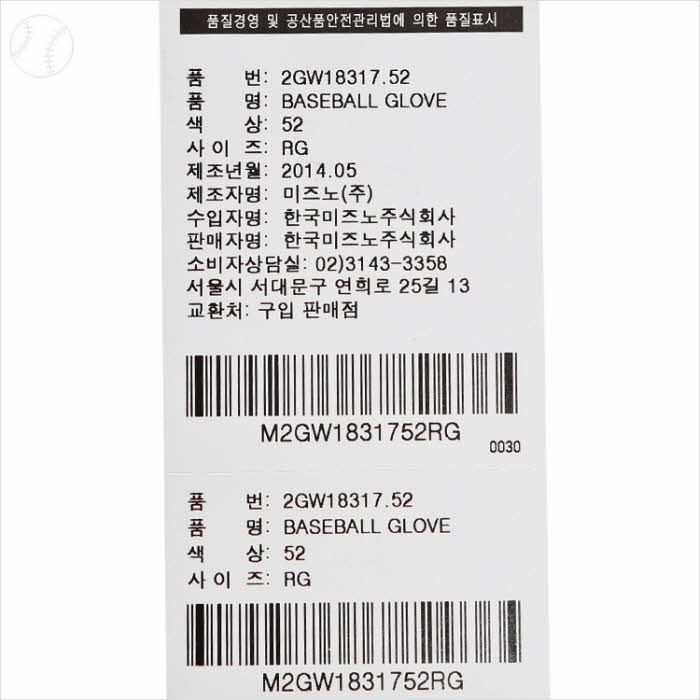 품질경영 및 공산품안전관리법에 의한 품질표시
품 번: 2GW18317.52
품 명: BASEBALL GLOVE
색 상: 52
사 이 즈: RG
제조년월: 2014.05
제조자명: 미즈노(주)
수입자명: 한국미즈노주식회사
판매자명: 한국미즈노주식회사
소비자상담실: 02)3143-3358
서울시 서대문구 연희로 25길 13
교환처: 구입 판매점
M2GW1831752RG
0030
품 번: 2GW18317.52
품 명: BASEBALL GLOVE
색 상: 52
사 이 즈: RG
M2GW1831752RG